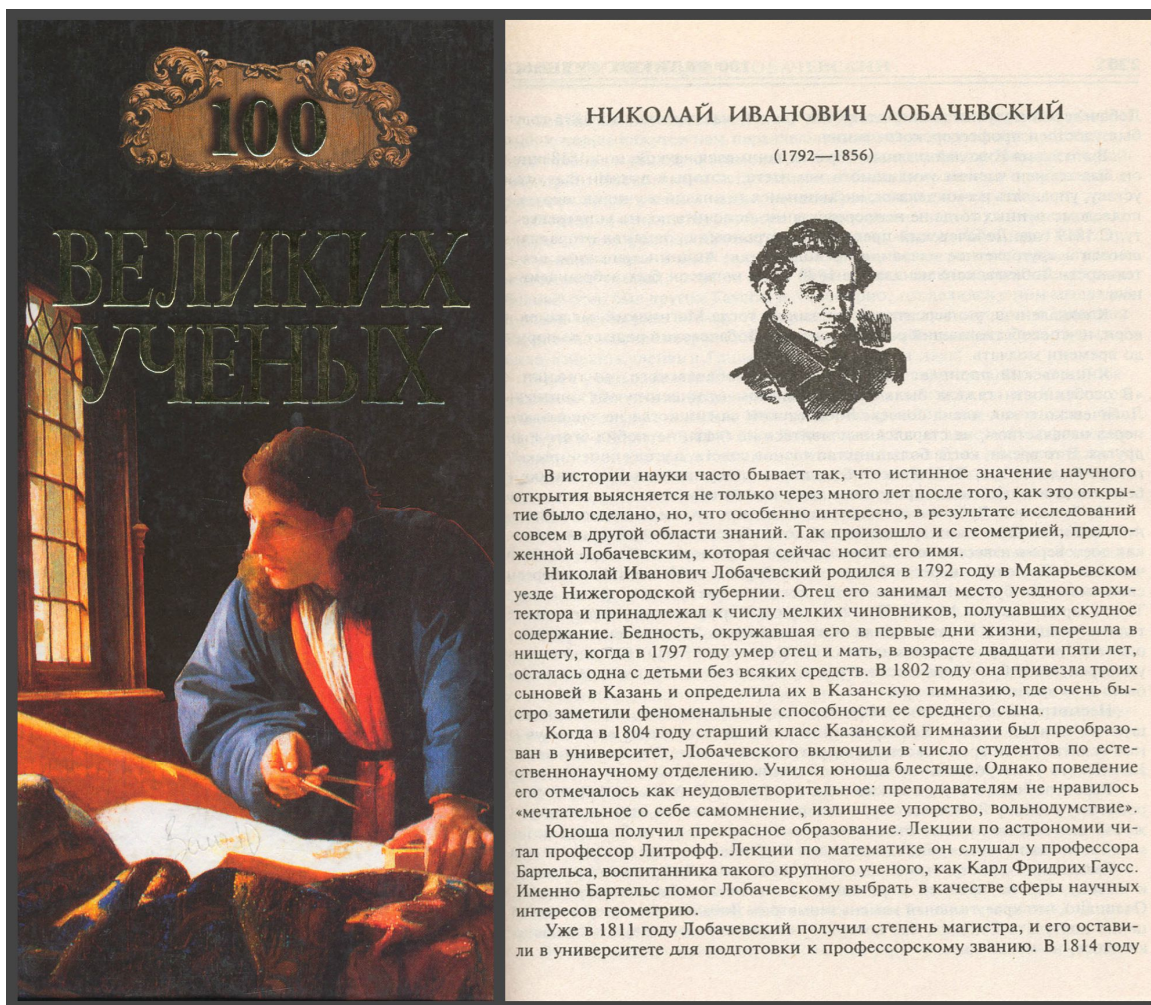 100
ВЕЛИКИХ
УЧЕНЫХ
НИКОЛАЙ ИВАНОВИЧ ЛОБАЧЕВСКИЙ
(1792—1856)
В истории науки часто бывает так, что истинное значение научного
открытия выясняется не только через много лет после того, как это откры-
тие было сделано, но, что особенно интересно, в результате исследований
совсем в другой области знаний. Так произошло и с геометрией, предло-
женной Лобачевским, которая сейчас носит его имя.
Николай Иванович Лобачевский родился в 1792 году в Макарьевском
уезде Нижегородской губернии. Отец его занимал место уездного архи-
тектора и принадлежал к числу мелких чиновников, получавших скудное
содержание. Бедность, окружавшая его в первые дни жизни, перешла в
нищету, когда в 1797 году умер отец и мать, в возрасте двадцати пяти лет,
осталась одна с детьми без всяких средств. В 1802 году она привезла троих
сыновей в Казань и определила их в Казанскую гимназию, где очень бы-
стро заметили феноменальные способности ее среднего сына.
Когда в 1804 году старший класс Казанской гимназии был преобразо-
ван в университет, Лобачевского включили в число студентов по есте-
ственнонаучному отделению. Учился юноша блестяще. Однако поведение
его отмечалось как неудовлетворительное: преподавателям не нравилось
«мечтательное о себе самомнение, излишнее упорство, вольнодумствие».
Юноша получил прекрасное образование. Лекции по астрономии чи-
тал профессор Литрофф. Лекции по математике он слушал у профессора
Бартельса, воспитанника такого крупного ученого, как Карл Фридрих Гаусс.
Именно Бартельс помог Лобачевскому выбрать в качестве сферы научных
интересов геометрию.
Уже в 1811 году Лобачевский получил степень магистра, и его остави-
ли в университете для подготовки к профессорскому званию. В 1814 году